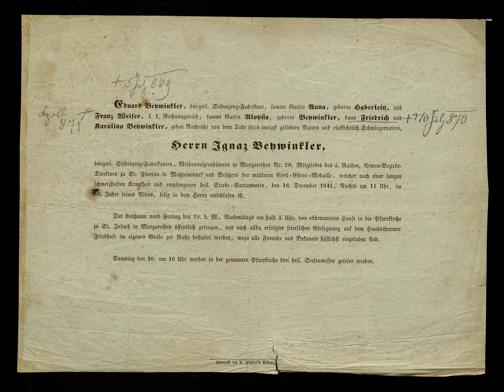 Eduard Beywinkler, bürgerl. Seidenzeug-Fabrikant, sammt Gattin Anna, geborne Haberlein, und
Franz Weiser, k. k. Rechnungsrath, sammt Gattin Aloysia, geborne Beywinkler, dann Friedrich und
Karolina Beywinkler, geben Nachricht von dem Tode ihres innigst geliebten Vaters und rücksichtlich Schwiegervaters,
Herrn Ignaz Beywinkler,
bürgerl. Seidenzeug-Fabrikanten, Mithauseigenthümers in Margarethen Nr. 29, Mitgliedes des ä. Rathes, Armen-Bezirks-
Direktors zu St. Florian in Matzleinsdorf und Besitzers der mittleren Civil-Ehren-Medaille, welcher nach einer langen
schmerzhaften Krankheit und empfangenen heil. Sterbe-Sacramenten, den 16. December 1845, Nachts um 11 Uhr, im
Jahre seines Alters, selig in dem Herrn entschlafen ist.
Der Leichnam wird Freitag den 19. d. M., Nachmittags um halb 3 Uhr, vom obbenannten Hause in die Pfarrkirche
zu St. Joseph in Margarethen öffentlich getragen, und nach allda erfolgter feierlichen Einsegnung auf dem Hundsthurmer
Friedhofe im eigenen Grabe zur Ruhe bestattet werden, wozu alle Freunde und Bekannte höflichst eingeladen sind.
Samstag den 20. um 10 Uhr werden in der genannten Pfarrkirche drei heil. Seelenmessen gelesen werden.